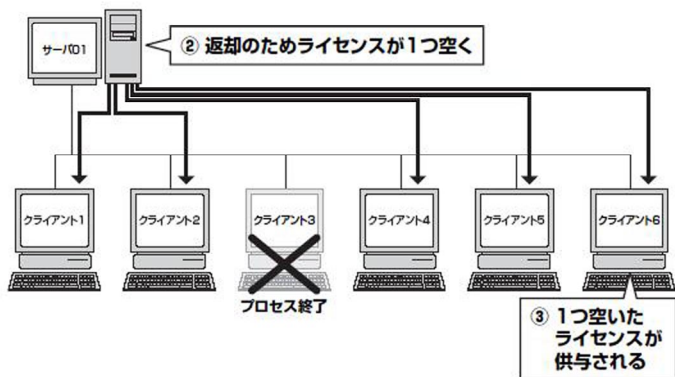 サーバ01
② 返却のためライセンスが1つ空く
クライアント1
クライアント2
クライアント3
クライアント4
クライアント5
クライアント6
プロセス終了
③ 1つ空いた
ライセンスが
供与される